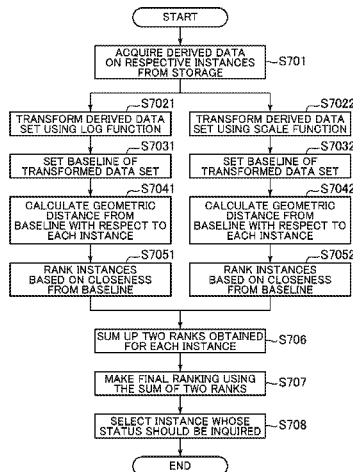 START
ACQUIRE DERIVED DATA
ON RESPECTIVE INSTANCES
FROM STORAGE
S701
S7021
TRANSFORM DERIVED DATA
SET USING LOG FUNCTION
S7031
SET BASELINE OF
TRANSFORMED DATA SET
S7041
CALCULATE GEOMETRIC
DISTANCE FROM
BASELINE WITH RESPECT TO
EACH INSTANCE
S7051
RANK INSTANCES
BASED ON CLOSENESS
FROM BASELINE
S7022
TRANSFORM DERIVED DATA
SET USING SCALE FUNCTION
S7032
SET BASELINE OF
TRANSFORMED DATA SET
S7042
CALCULATE GEOMETRIC
DISTANCE FROM
BASELINE WITH RESPECT TO
EACH INSTANCE
S7052
RANK INSTANCES
BASED ON CLOSENESS
FROM BASELINE
SUM UP TWO RANKS OBTAINED
FOR EACH INSTANCE
S706
MAKE FINAL RANKING USING
THE SUM OF TWO RANKS
S707
SELECT INSTANCE WHOSE
STATUS SHOULD BE INQUIRED
S708
END